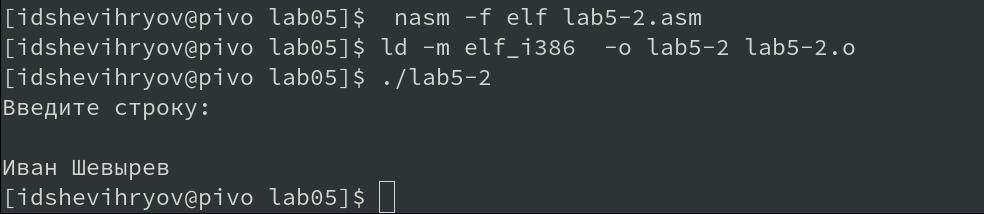 [idshevihryov@pivo lab05]$  nasm -f elf lab5-2.asm
[idshevihryov@pivo lab05]$ ld -m elf_i386  -o lab5-2 lab5-2.o
[idshevihryov@pivo lab05]$ ./lab5-2
Введите строку:
Иван Шевырев
[idshevihryov@pivo lab05]$